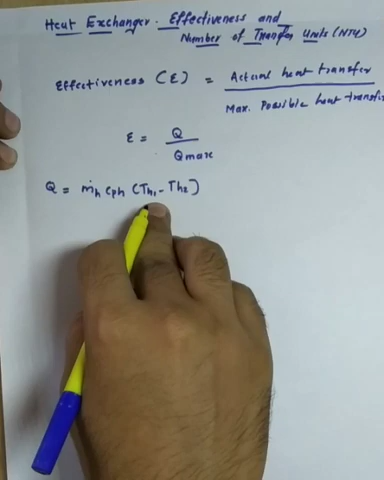 Heat Exchanger. Effectiveness and
Number of Transfer Units (NTU)
Effectiveness (ε) = Actual heat transfer
Max. Possible heat transfer
ε = Q
Qmax
Q = ṁh Cph (Th1 - Th2)